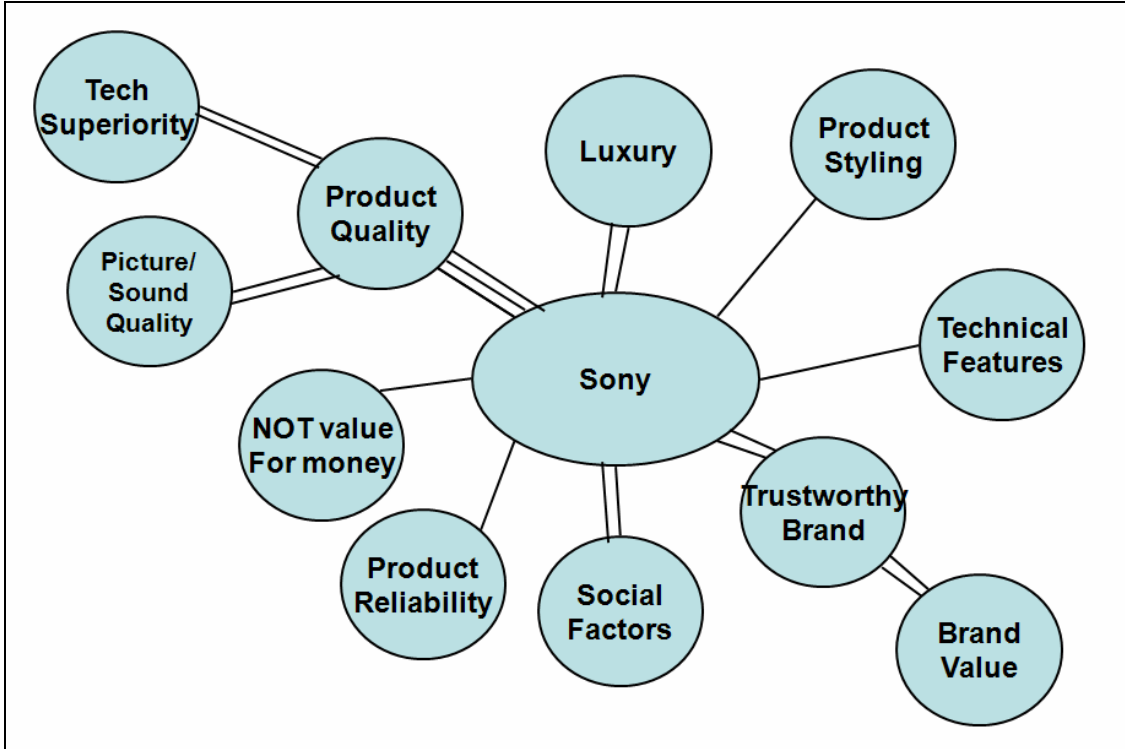 Tech
Superiority
Product
Quality
Luxury
Product
Styling
Picture/
Sound
Quality
Technical
Features
Sony
NOT value
For money
Trustworthy
Brand
Product
Reliability
Social
Factors
Brand
Value